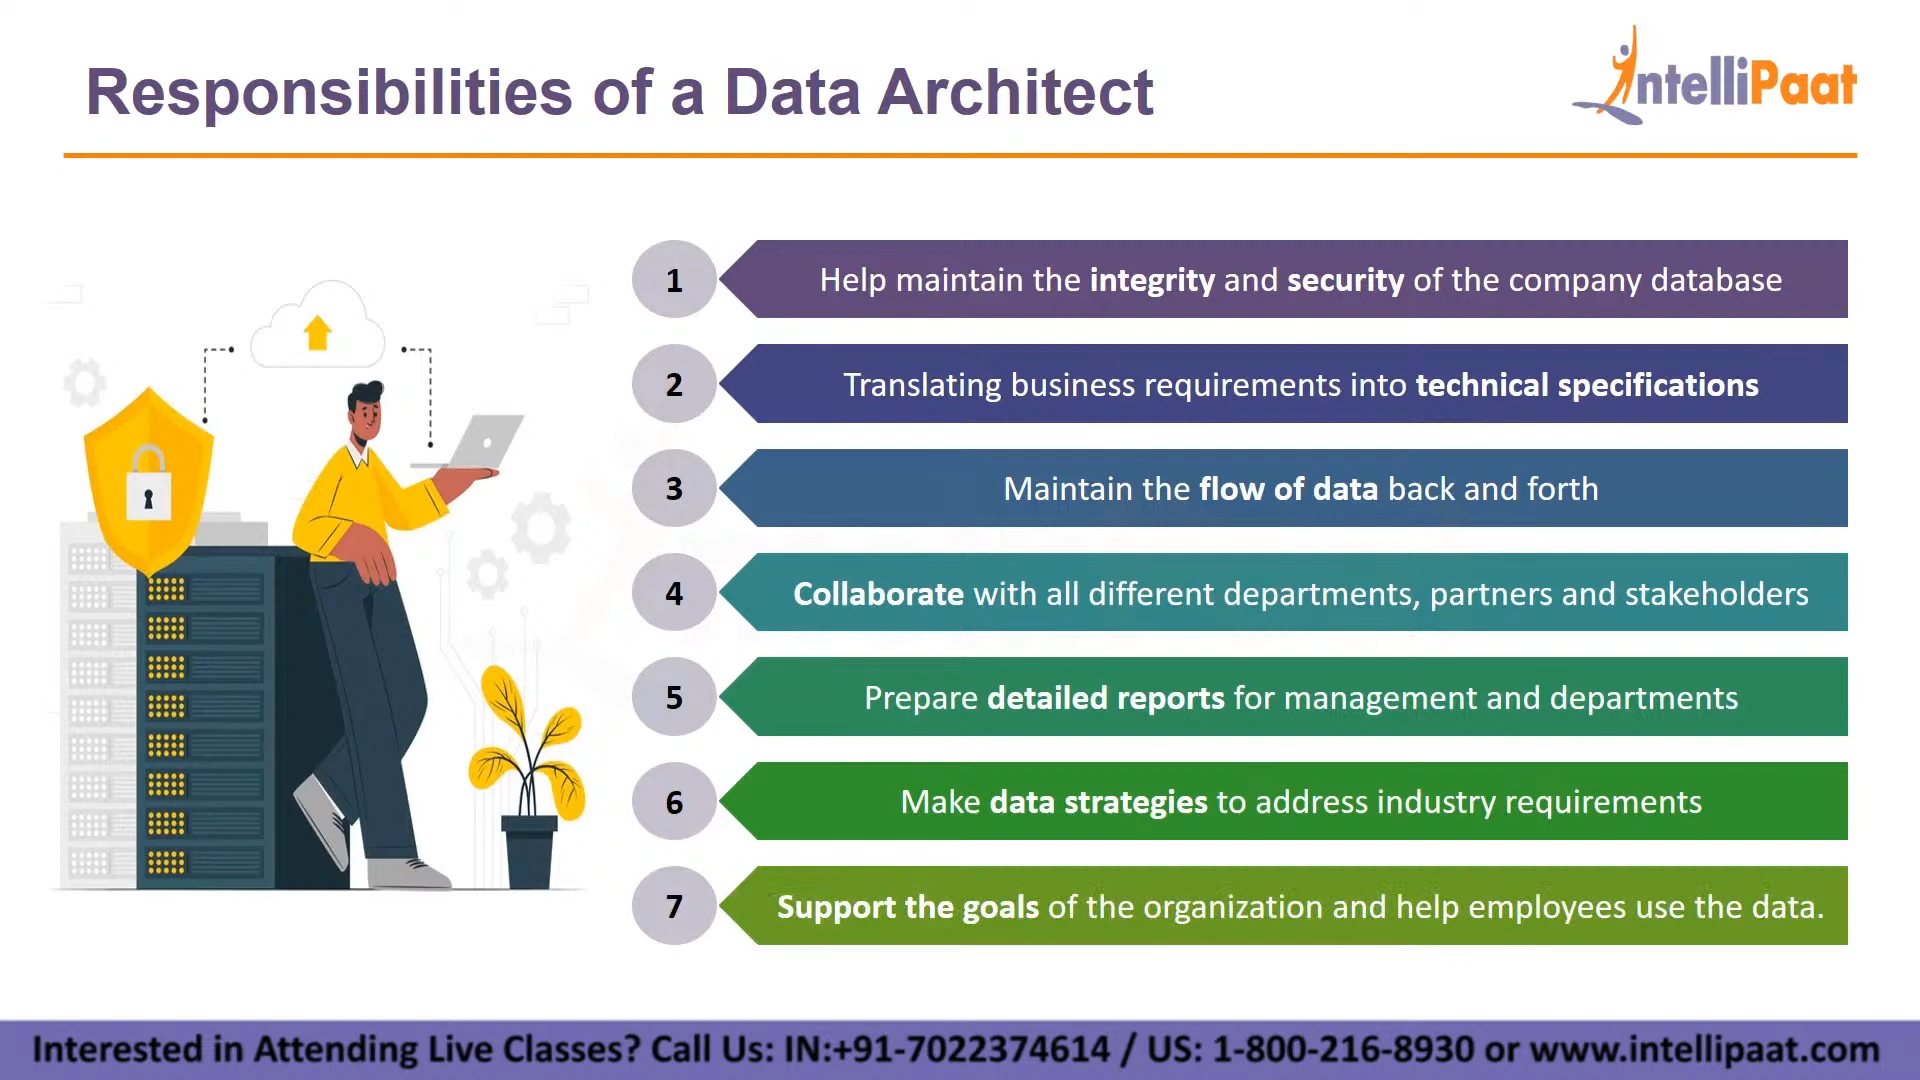 Responsibilities of a Data Architect
IntelliPaat
1
Help maintain the integrity and security of the company database
2
Translating business requirements into technical specifications
3
Maintain the flow of data back and forth
4
Collaborate with all different departments, partners and stakeholders
5
Prepare detailed reports for management and departments
6
Make data strategies to address industry requirements
7
Support the goals of the organization and help employees use the data.
Interested in Attending Live Classes? Call Us: IN:+91-7022374614 / US: 1-800-216-8930 or www.intellipaat.com